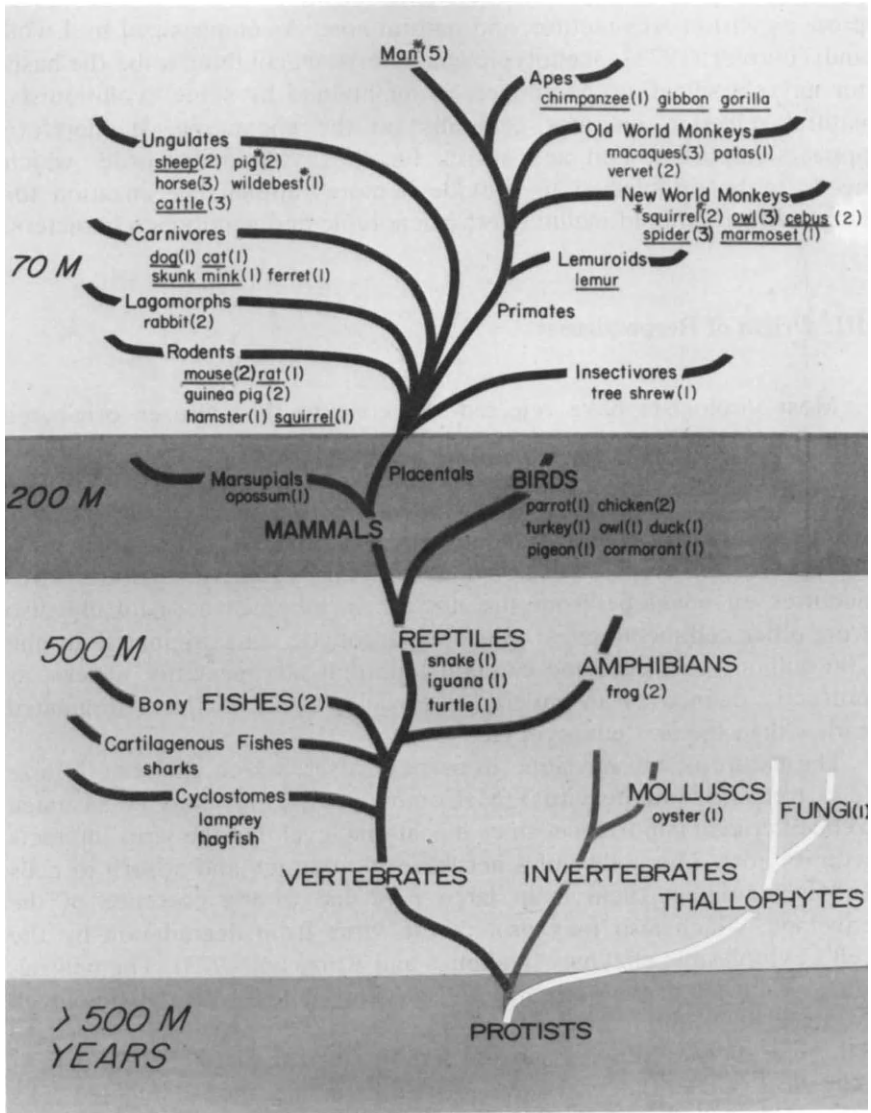 Man*(5)
Apes
chimpanzee(1) gibbon gorilla
Ungulates
sheep(2) pig*(2)
horse(3) wildebest*(1)
cattle(3)
Old World Monkeys
macaques(3) patas(1)
vervet(2)
New World Monkeys
*squirrel*(2) owl(3) cebus(2)
spider(3) marmoset(1)
Carnivores
dog(1) cat(1)
skunk mink(1) ferret(1)
70 M
Lemuroids
lemur
Lagomorphs
rabbit(2)
Primates
Rodents
mouse(2) rat(1)
guinea pig(2)
hamster(1) squirrel(1)
Insectivores
tree shrew(1)
200 M
Marsupials
opossum(1)
Placentals
MAMMALS
BIRDS
parrot(1) chicken(2)
turkey(1) owl(1) duck(1)
pigeon(1) cormorant(1)
500 M
REPTILES
snake(1)
iguana(1)
turtle(1)
AMPHIBIANS
frog(2)
Bony FISHES(2)
Cartilagenous Fishes
sharks
Cyclostomes
lamprey
hagfish
MOLLUSCS
oyster(1)
FUNGI(1)
VERTEBRATES
INVERTEBRATES
THALLOPHYTES
>500 M
YEARS
PROTISTS